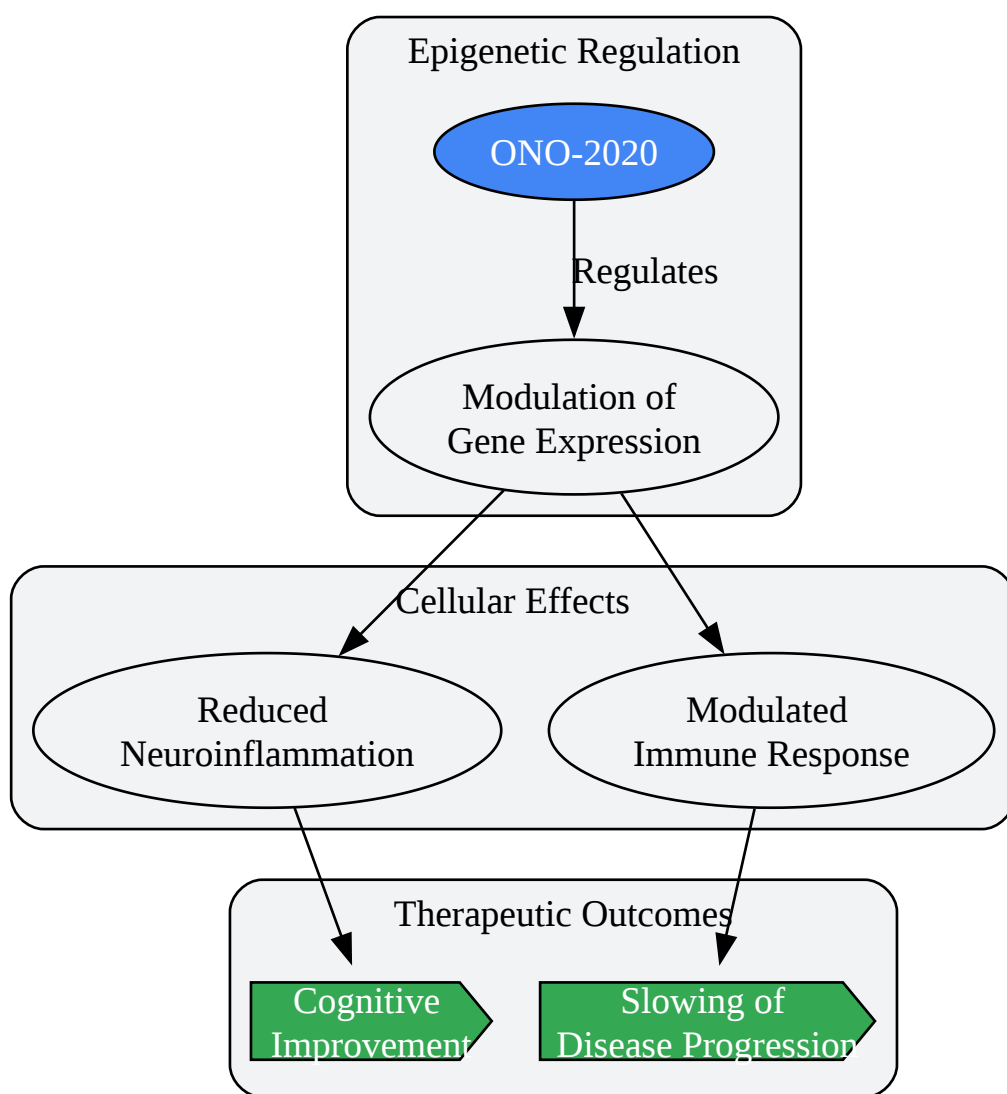 Epigenetic Regulation
ONO-2020
Regulates
Modulation of
Gene Expression
Cellular Effects
Reduced
Neuroinflammation
Modulated
Immune Response
Therapeutic Outcomes
Cognitive
Improvement
Slowing of
Disease Progression